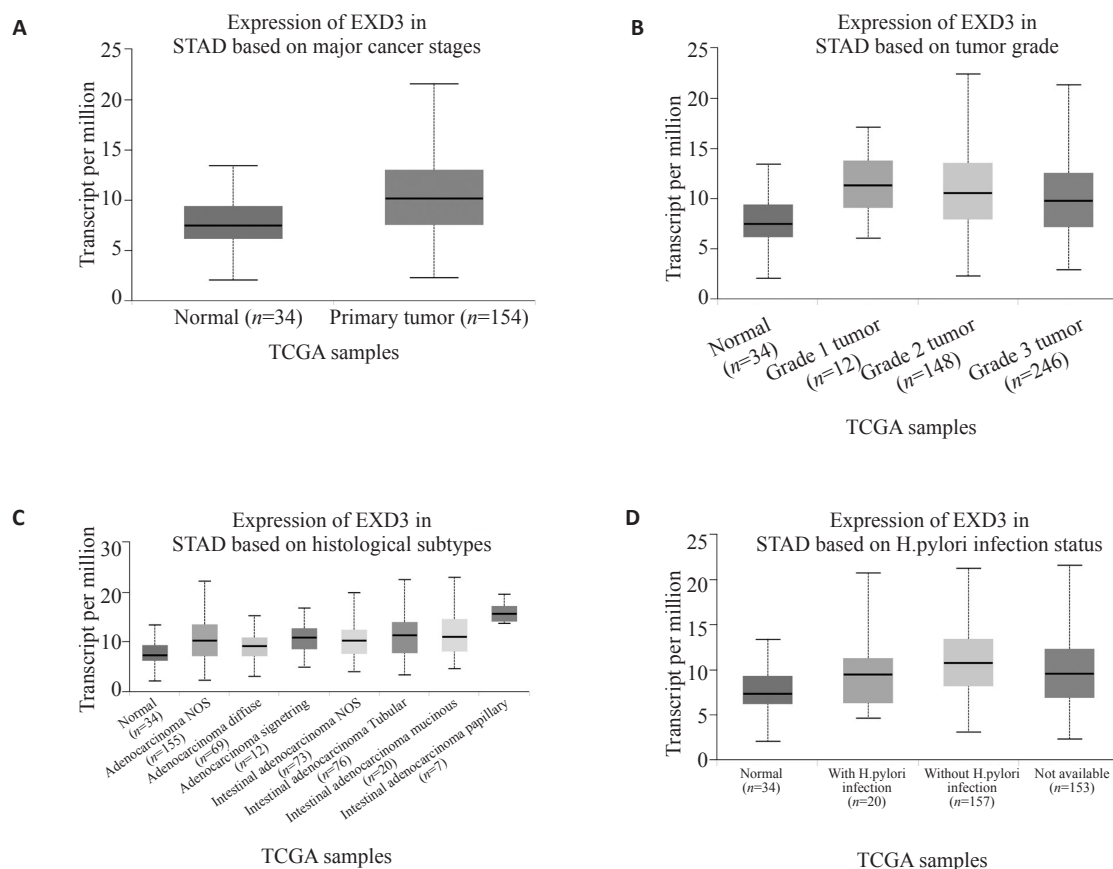 A
Expression of EXD3 in
STAD based on major cancer stages
Transcript per million
25
20
15
10
5
0
Normal (n=34)
Primary tumor (n=154)
TCGA samples
B
Expression of EXD3 in
STAD based on tumor grade
Transcript per million
25
20
15
10
5
0
Normal
(n=34)
Grade 1 tumor
(n=12)
Grade 2 tumor
(n=148)
Grade 3 tumor
(n=246)
TCGA samples
C
Expression of EXD3 in
STAD based on histological subtypes
Transcript per million
30
20
10
0
Normal
(n=34)
Adenocarcinoma NOS
(n=155)
Adenocarcinoma diffuse
(n=69)
Adenocarcinoma signetring
(n=12)
Intestinal adenocarcinoma NOS
(n=73)
Intestinal adenocarcinoma Tubular
(n=76)
Intestinal adenocarcinoma mucinous
(n=20)
Intestinal adenocarcinoma papillary
(n=7)
TCGA samples
D
Expression of EXD3 in
STAD based on H.pylori infection status
Transcript per million
25
20
15
10
5
0
Normal
(n=34)
With H.pylori
infection
(n=20)
Without H.pylori
infection
(n=157)
Not available
(n=153)
TCGA samples